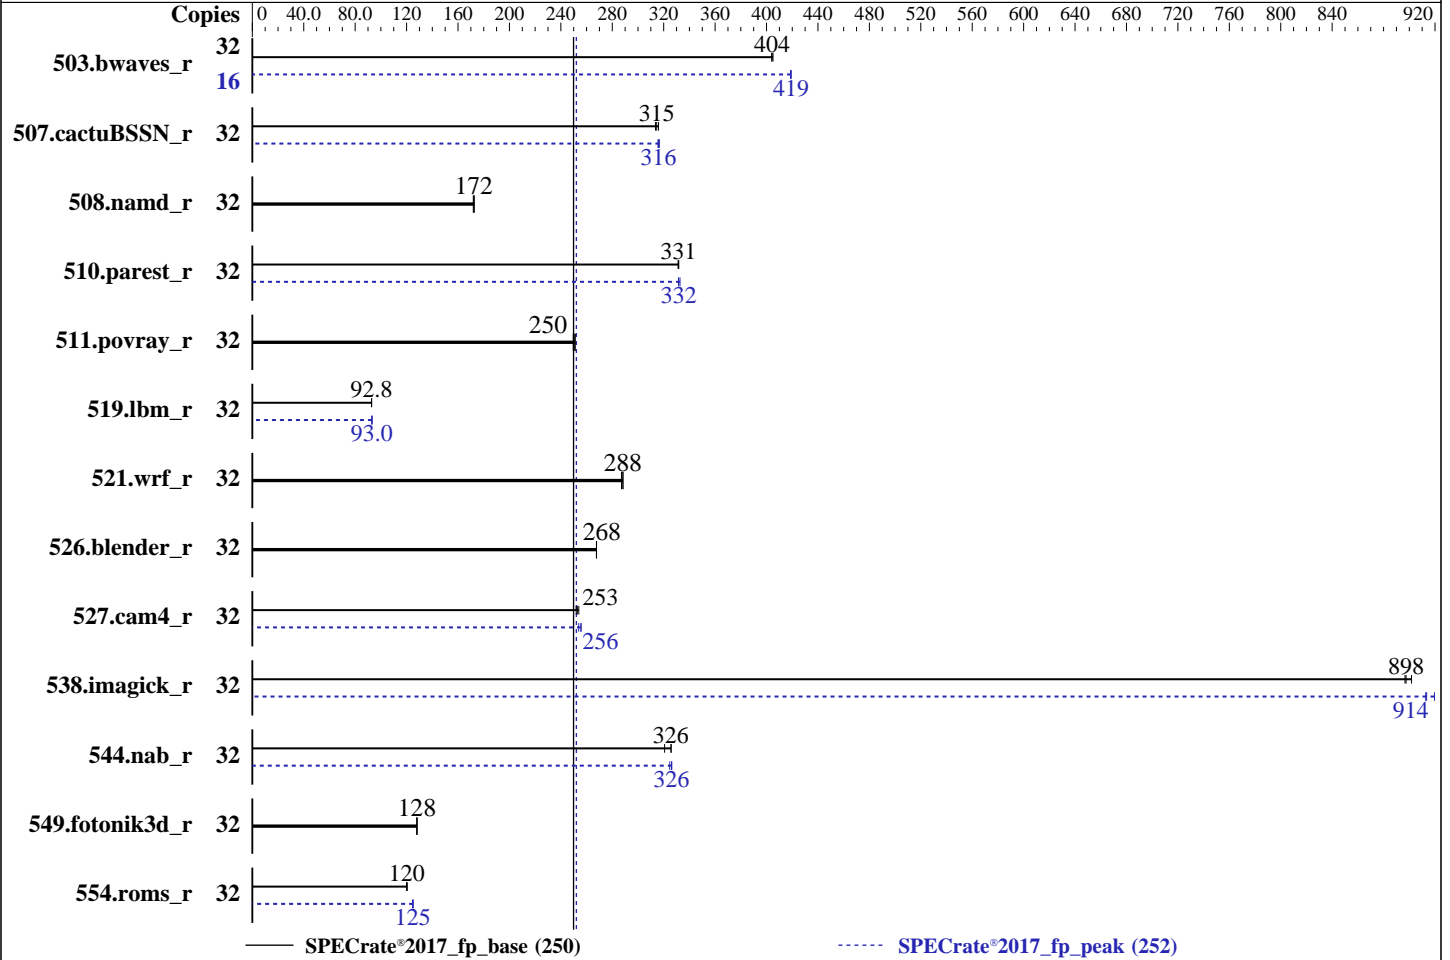 Copies 0 40.0 80.0 120 160 200 240 280 320 360 400 440 480 520 560 600 640 680 720 760 800 840 920
503.bwaves_r 32 404
16 419
507.cactuBSSN_r 32 315
316
508.namd_r 32 172
510.parest_r 32 331
332
511.povray_r 32 250
519.lbm_r 32 92.8
93.0
521.wrf_r 32 288
526.blender_r 32 268
527.cam4_r 32 253
256
538.imagick_r 32 898
914
544.nab_r 32 326
326
549.fotonik3d_r 32 128
554.roms_r 32 120
125
SPECrate®2017_fp_base (250) SPECrate®2017_fp_peak (252)